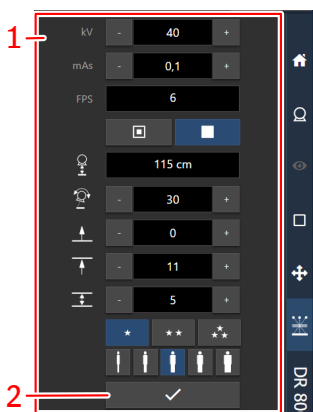 1
kV - 40 +
mAs - 0,1 +
FPS 6
115 cm
- 30 +
- 0 +
- 11 +
- 5 +
2
DR 80